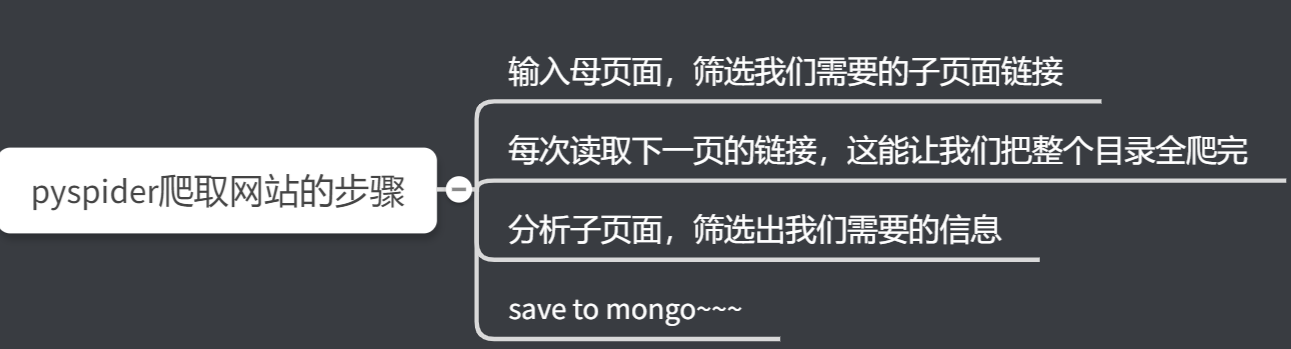 pyspider爬取网站的步骤
输入母页面，筛选我们需要的子页面链接
每次读取下一页的链接，这能让我们把整个目录全爬完
分析子页面，筛选出我们需要的信息
save to mongo~~~